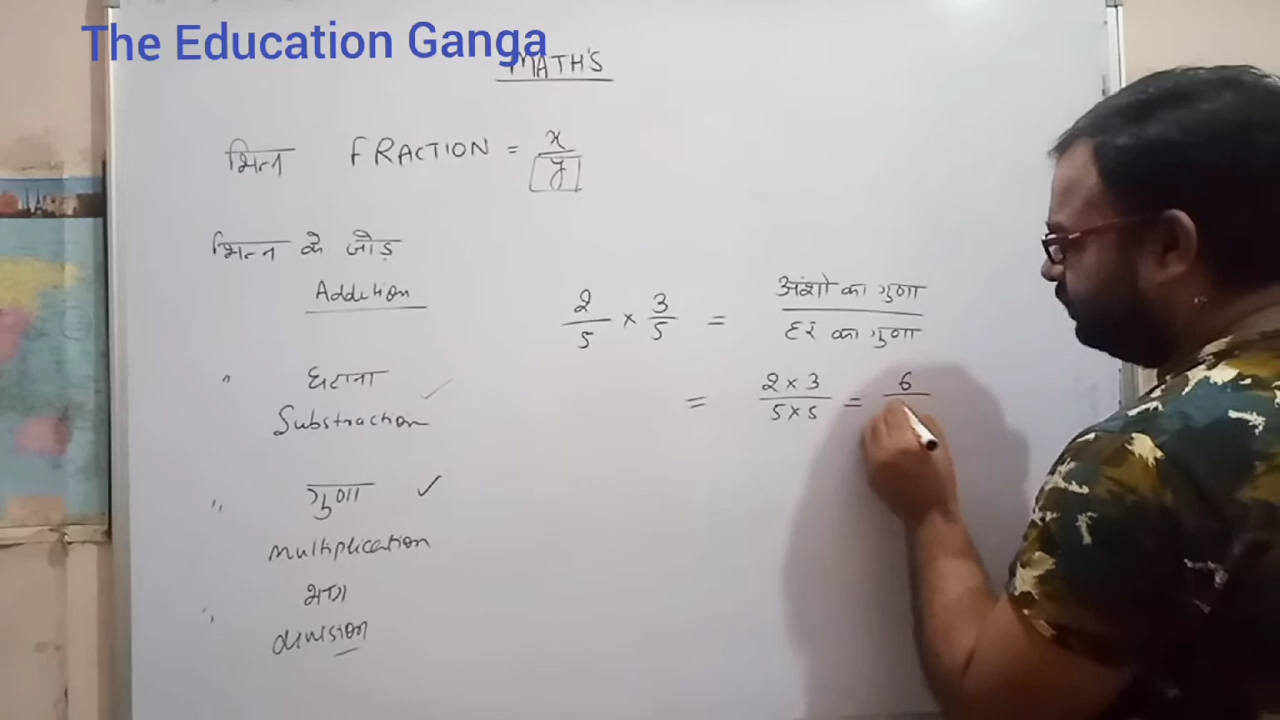 The Education Ganga
MATH'S
भिन्न FRACTION = x/y
भिन्न के जोड़
Addition
" घटाना
Substraction
" गुणा ✓
multiplication
" भाग
division
2/5 × 3/5 = अंशो का गुणा / हर का गुणा
= 2 × 3 / 5 × 5 = 6